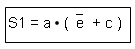 S1 = a • ( e̅ + c )